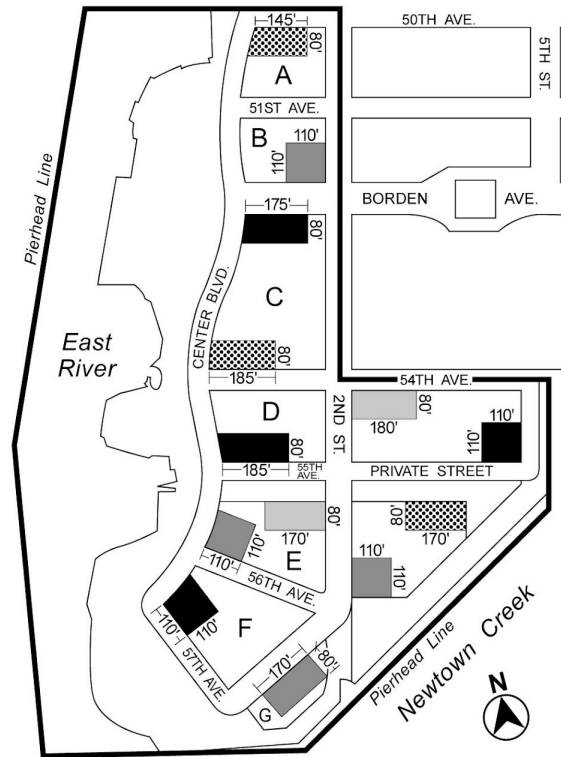 145'
50TH AVE.
80'
5TH ST.
A
51ST AVE.
B
110'
110'
Pierhead Line
BORDEN AVE.
175'
80'
CENTER BLVD.
C
East
River
80'
185'
54TH AVE.
D
2ND ST.
80'
180'
110'
110'
80'
185'
55TH
AVE.
PRIVATE STREET
170'
80'
80'
170'
110'
110'
E
110'
110'
56TH AVE.
F
110'
110'
57TH AVE.
170'
80'
G
Pierhead Line
Newtown Creek
N